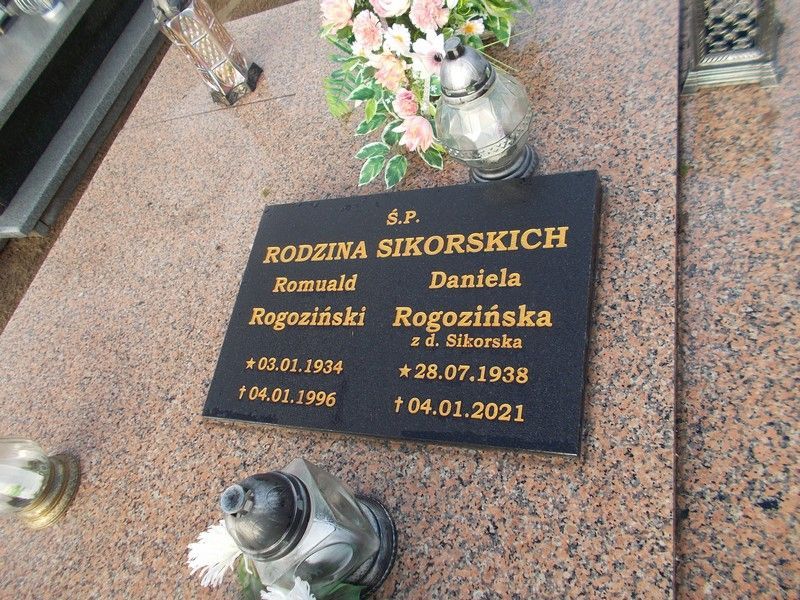 Ś.P.
RODZINA SIKORSKICH
Romuald
Rogoziński
★03.01.1934
†04.01.1996
Daniela
Rogozińska
z d. Sikorska
★28.07.1938
†04.01.2021